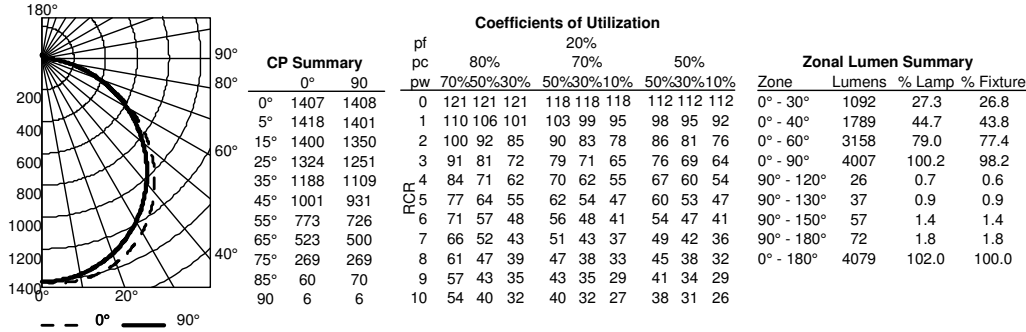 180°
90°
80°
60°
40°
200
400
600
800
1000
1200
1400
0° 20°
0° 90°
CP Summary
0° 90
0° 1407 1408
5° 1418 1401
15° 1400 1350
25° 1324 1251
35° 1188 1109
45° 1001 931
55° 773 726
65° 523 500
75° 269 269
85° 60 70
90 6 6
Coefficients of Utilization
pf 20%
pc 80% 70% 50%
pw 70%50%30% 50%30%10% 50%30%10%
RCR
0 121 121 121 118 118 118 112 112 112
1 110 106 101 103 99 95 98 95 92
2 100 92 85 90 83 78 86 81 76
3 91 81 72 79 71 65 76 69 64
4 84 71 62 70 62 55 67 60 54
5 77 64 55 62 54 47 60 53 47
6 71 57 48 56 48 41 54 47 41
7 66 52 43 51 43 37 49 42 36
8 61 47 39 47 38 33 45 38 32
9 57 43 35 43 35 29 41 34 29
10 54 40 32 40 32 27 38 31 26
Zonal Lumen Summary
Zone Lumens % Lamp % Fixture
0° - 30° 1092 27.3 26.8
0° - 40° 1789 44.7 43.8
0° - 60° 3158 79.0 77.4
0° - 90° 4007 100.2 98.2
90° - 120° 26 0.7 0.6
90° - 130° 37 0.9 0.9
90° - 150° 57 1.4 1.4
90° - 180° 72 1.8 1.8
0° - 180° 4079 102.0 100.0